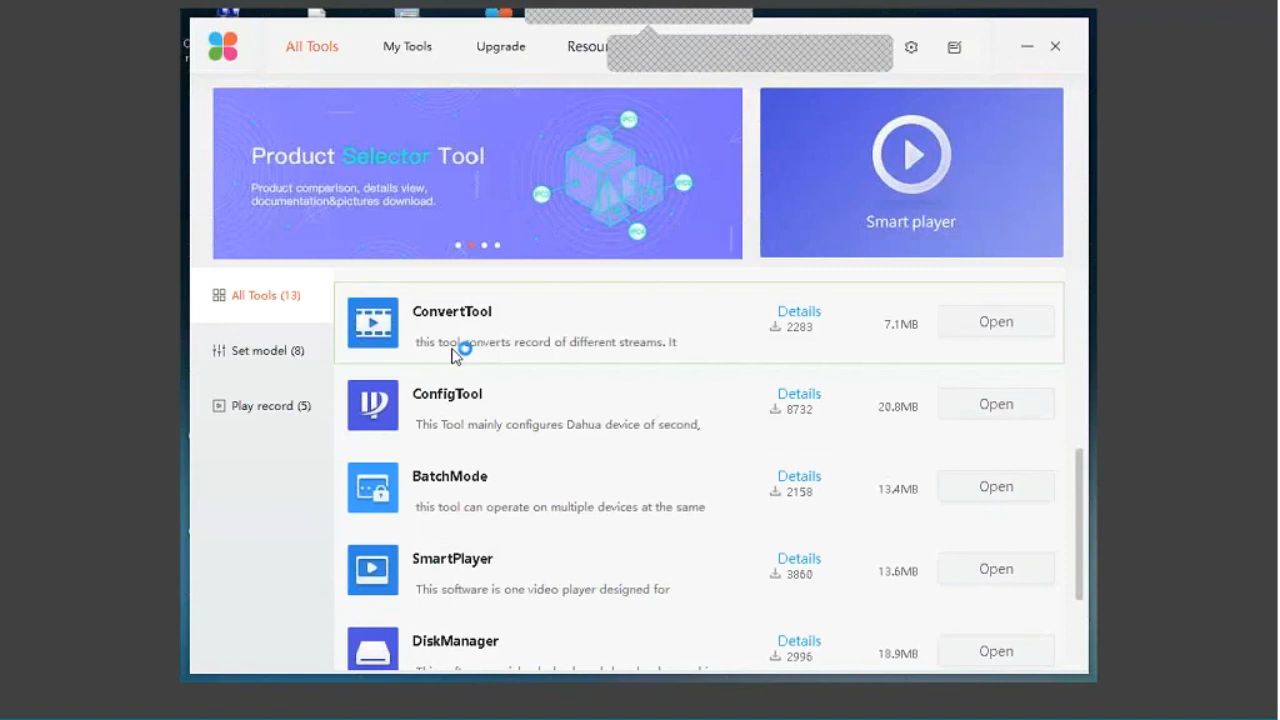 All Tools
My Tools
Upgrade
Product Selector Tool
Product comparison, details view,
documentation&pictures download.
IPC1
Smart player
All Tools (13)
Set model (8)
Play record (5)
ConvertTool
this tool converts record of different streams. It
Details
2283
7.1MB
Open
ConfigTool
This Tool mainly configures Dahua device of second,
Details
8732
20.8MB
Open
BatchMode
this tool can operate on multiple devices at the same
Details
2158
13.4MB
Open
SmartPlayer
This software is one video player designed for
Details
3860
13.6MB
Open
DiskManager
Details
2996
18.9MB
Open